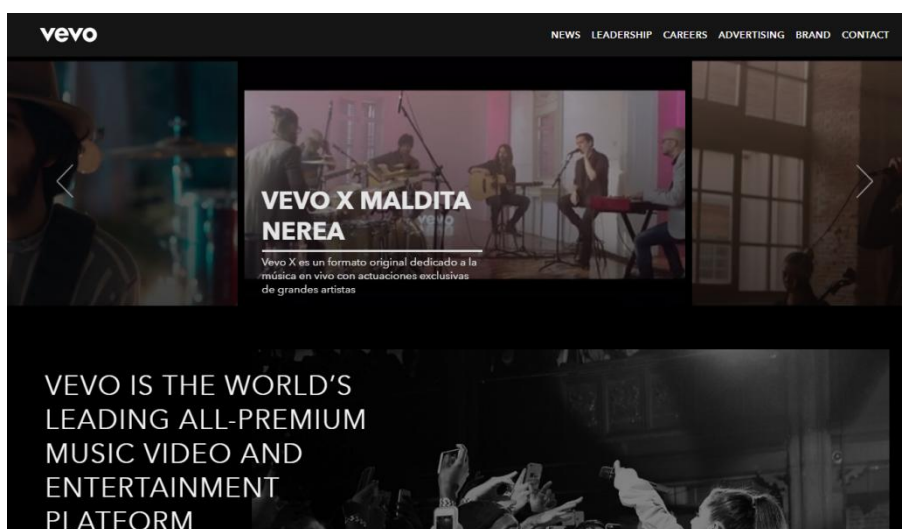 vevo
NEWS LEADERSHIP CAREERS ADVERTISING BRAND CONTACT
VEVO X MALDITA
NEREA
Vevo X es un formato original dedicado a la
música en vivo con actuaciones exclusivas
de grandes artistas
VEVO IS THE WORLD'S
LEADING ALL-PREMIUM
MUSIC VIDEO AND
ENTERTAINMENT
PLATFORM